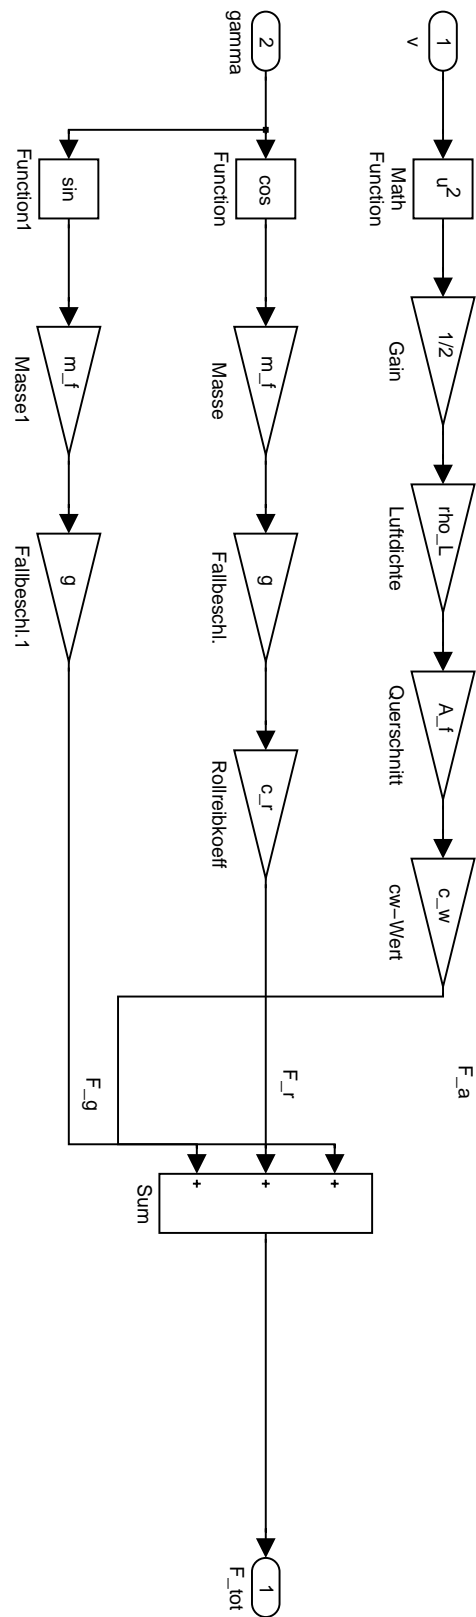 1
v
u²
Math
Function
1/2
Gain
rho_L
Luftdichte
A_f
Querschnitt
c_w
cw−Wert
F_a
2
gamma
cos
Function
m_f
Masse
g
Fallbeschl.
c_r
Rollreibkoeff
F_r
sin
Function1
m_f
Masse1
g
Fallbeschl.1
F_g
+
+
+
Sum
1
F_tot